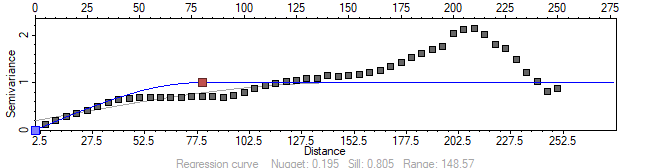 0 25 50 75 100 125 150 175 200 225 250 275
Semivariance
2
1
0
2.5 27.5 52.5 77.5 102.5 127.5 152.5 177.5 202.5 227.5 252.5
Distance
Regression curve Nugget: 0.195 Sill: 0.805 Range: 148.57